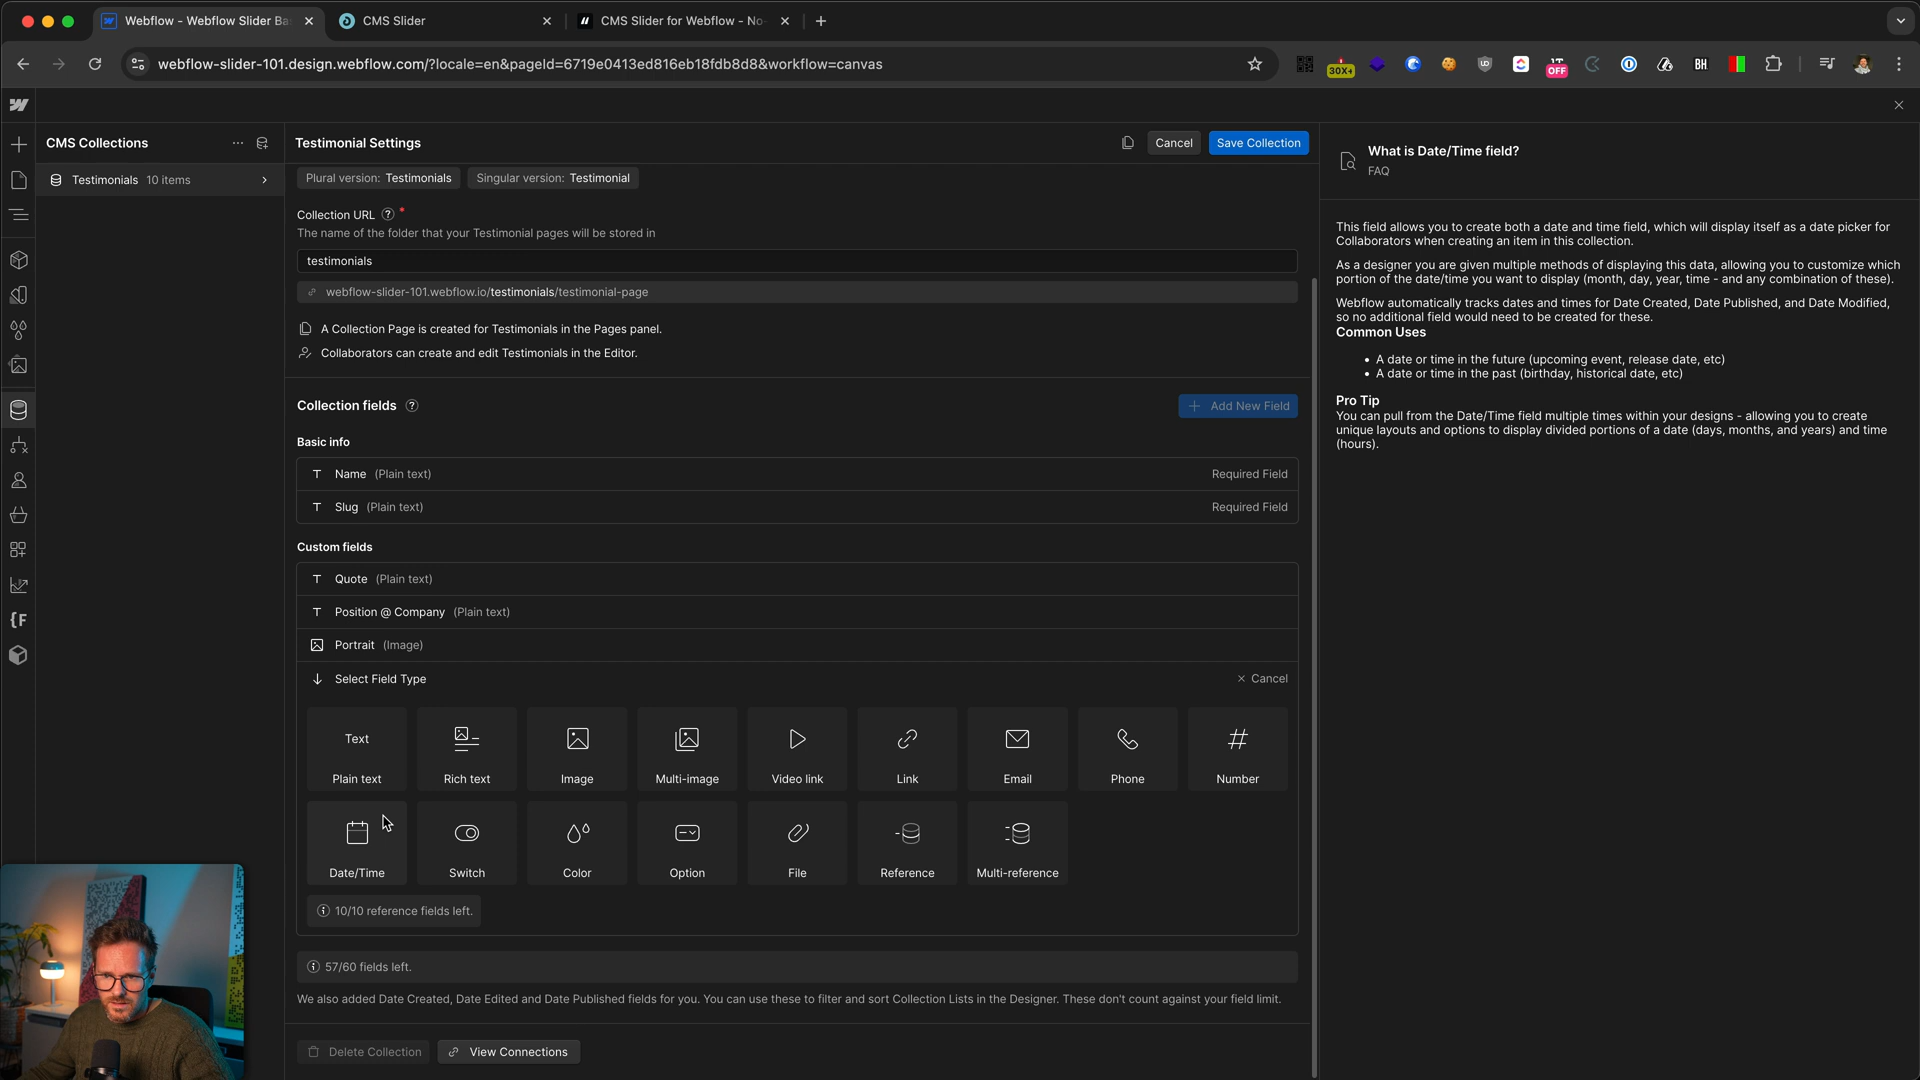 Webflow - Webflow Slider Ba
CMS Slider
CMS Slider for Webflow - No-
webflow-slider-101.design.webflow.com/?locale=en&pageId=6719e0413ed816eb18fdb8d8&workflow=canvas
30X+
OFF
BH
CMS Collections
Testimonials 10 items
Testimonial Settings
Cancel
Save Collection
Plural version: Testimonials
Singular version: Testimonial
Collection URL
The name of the folder that your Testimonial pages will be stored in
testimonials
webflow-slider-101.webflow.io/testimonials/testimonial-page
A Collection Page is created for Testimonials in the Pages panel.
Collaborators can create and edit Testimonials in the Editor.
Collection fields
Add New Field
Basic info
Name (Plain text) Required Field
Slug (Plain text) Required Field
Custom fields
Quote (Plain text)
Position @ Company (Plain text)
Portrait (Image)
Select Field Type
Cancel
Text
Plain text
Rich text
Image
Multi-image
Video link
Link
Email
Phone
Number
Date/Time
Switch
Color
Option
File
Reference
Multi-reference
10/10 reference fields left.
57/60 fields left.
We also added Date Created, Date Edited and Date Published fields for you. You can use these to filter and sort Collection Lists in the Designer. These don't count against your field limit.
Delete Collection
View Connections
What is Date/Time field?
FAQ
This field allows you to create both a date and time field, which will display itself as a date picker for
Collaborators when creating an item in this collection.
As a designer you are given multiple methods of displaying this data, allowing you to customize which
portion of the date/time you want to display (month, day, year, time - and any combination of these).
Webflow automatically tracks dates and times for Date Created, Date Published, and Date Modified,
so no additional field would need to be created for these.
Common Uses
• A date or time in the future (upcoming event, release date, etc)
• A date or time in the past (birthday, historical date, etc)
Pro Tip
You can pull from the Date/Time field multiple times within your designs - allowing you to create
unique layouts and options to display divided portions of a date (days, months, and years) and time
(hours).